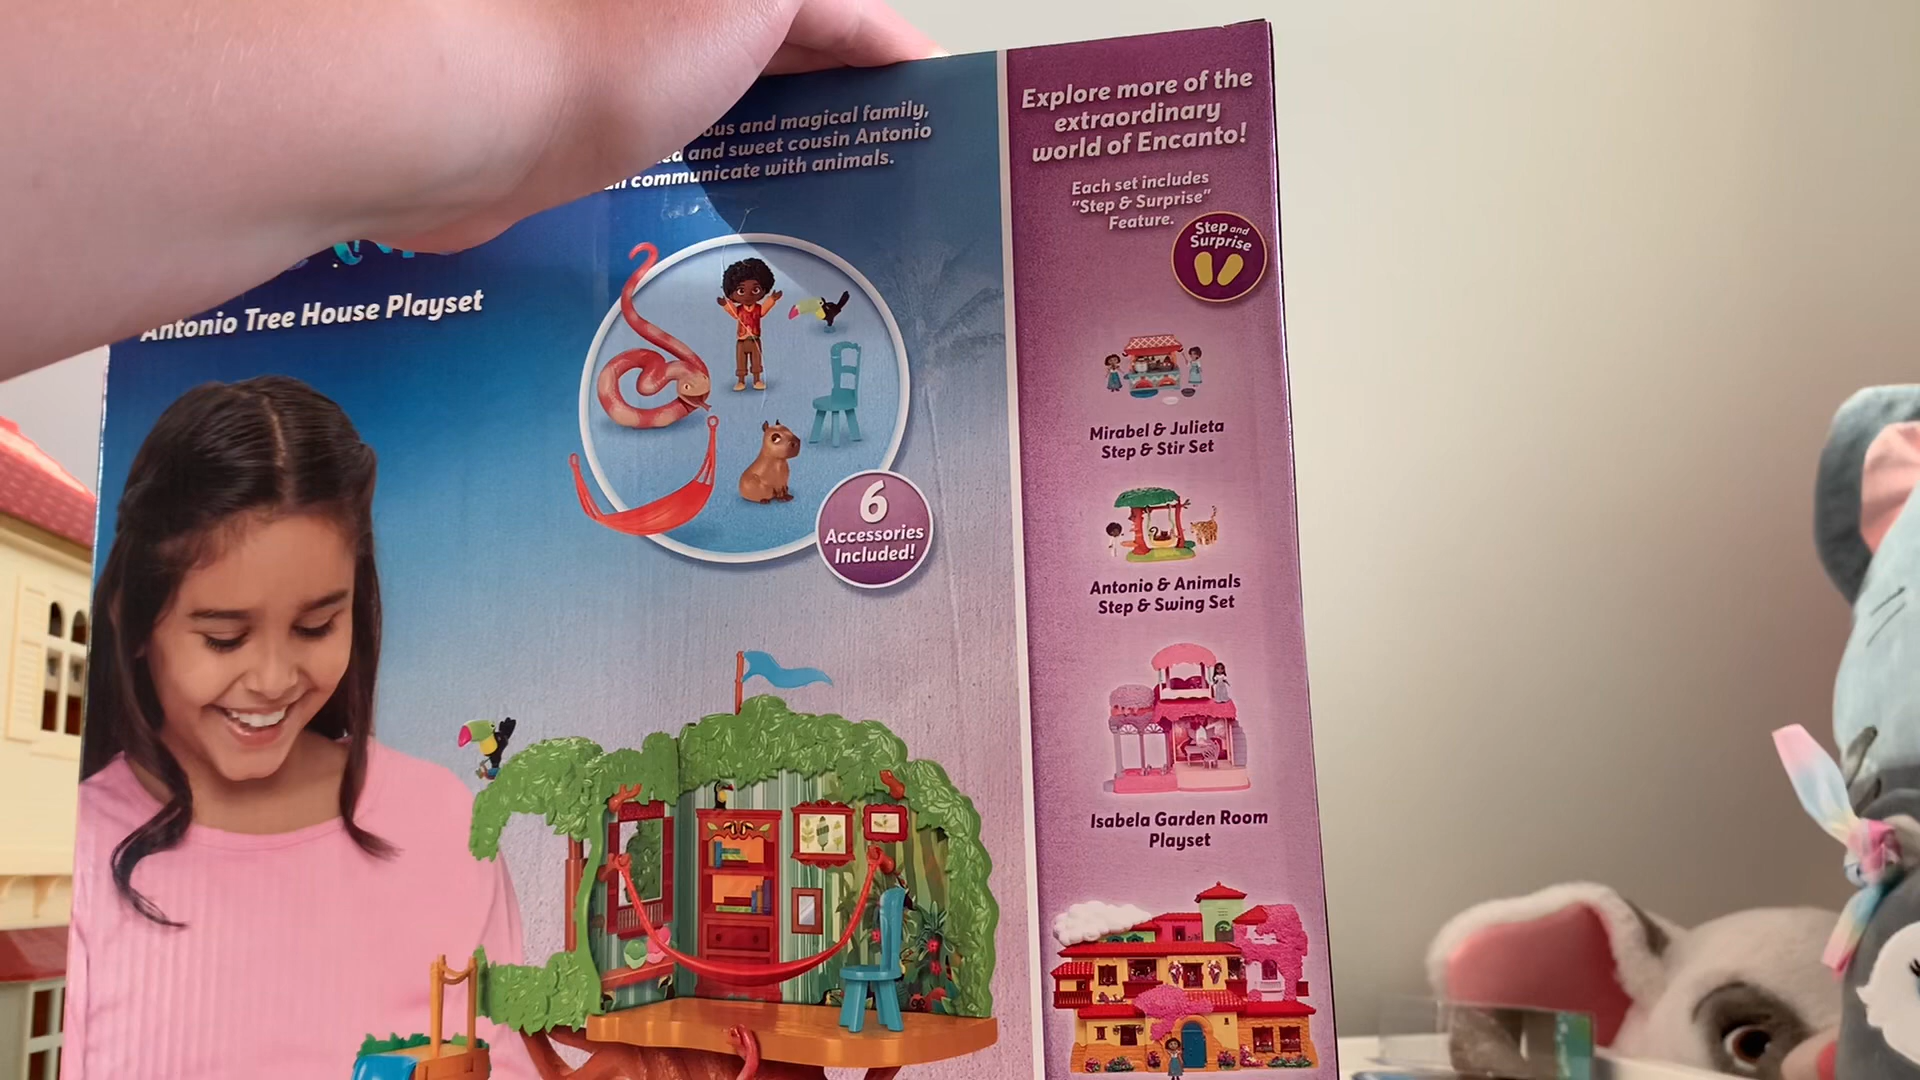 and magical family,
and sweet cousin Antonio
communicate with animals.
Antonio Tree House Playset
6
Accessories
Included!
Explore more of the
extraordinary
world of Encanto!
Each set includes
"Step & Surprise"
Feature.
Step and
Surprise
Mirabel & Julieta
Step & Stir Set
Antonio & Animals
Step & Swing Set
Isabela Garden Room
Playset